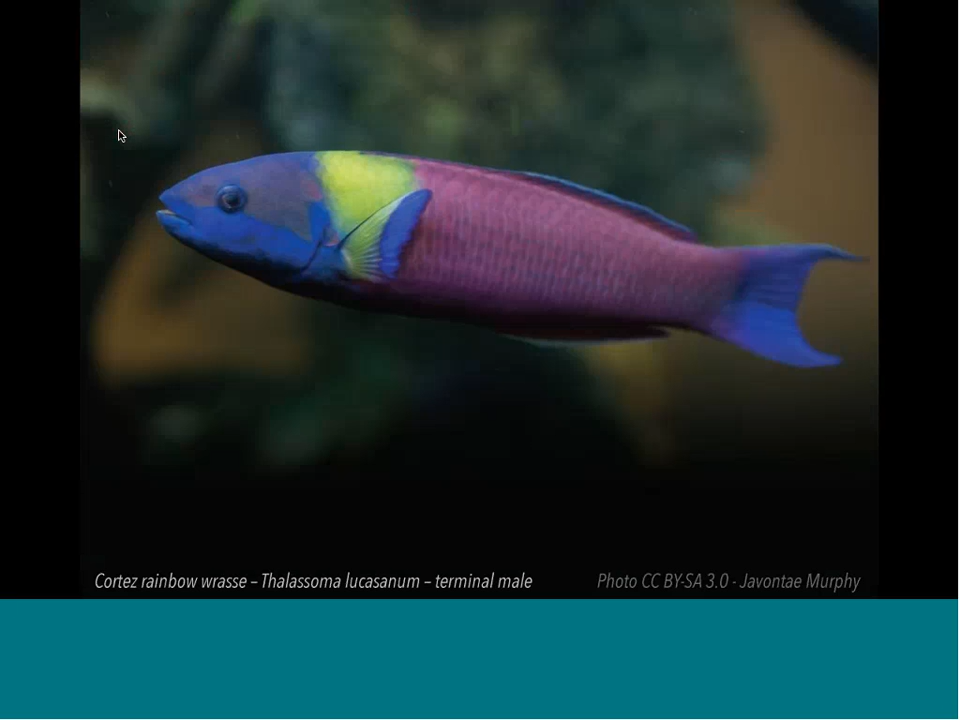 Cortez rainbow wrasse – Thalassoma lucasanum – terminal male
Photo CC BY-SA 3.0 - Javontae Murphy